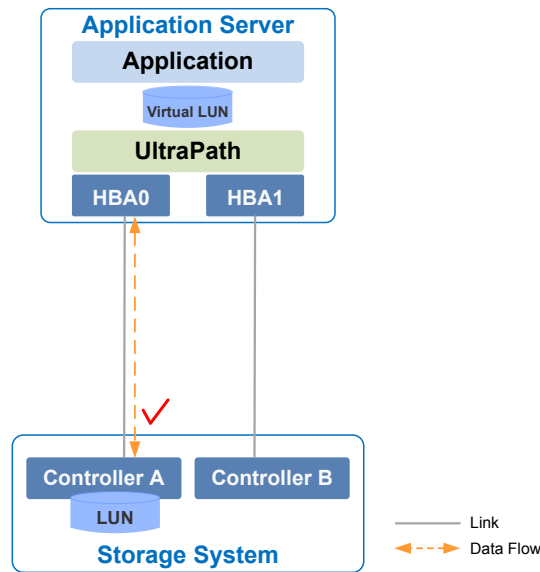 Application Server
Application
Virtual LUN
UltraPath
HBA0
HBA1
Controller A
Controller B
LUN
Storage System
Link
Data Flow